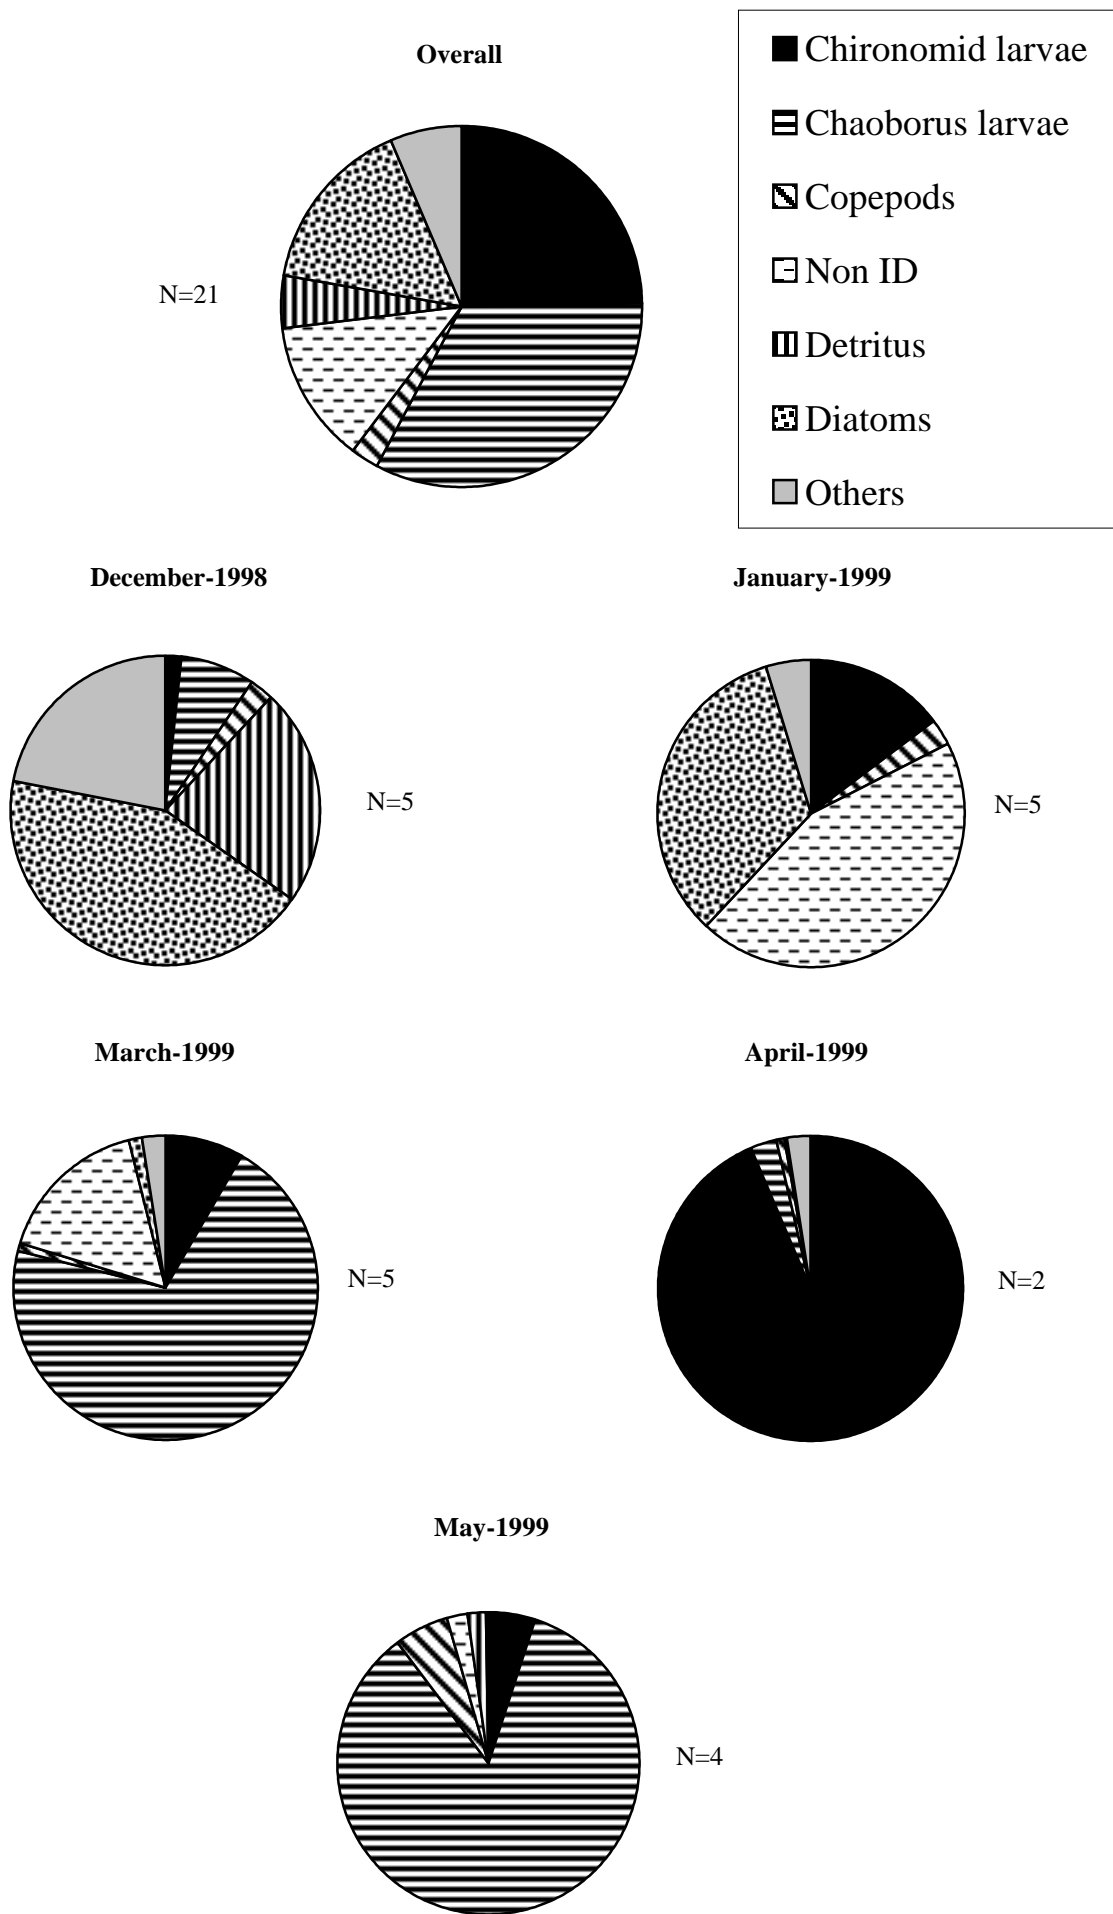 Overall
Chironomid larvae
Chaoborus larvae
Copepods
Non ID
Detritus
Diatoms
Others
N=21
December-1998
January-1999
N=5
N=5
March-1999
April-1999
N=5
N=2
May-1999
N=4